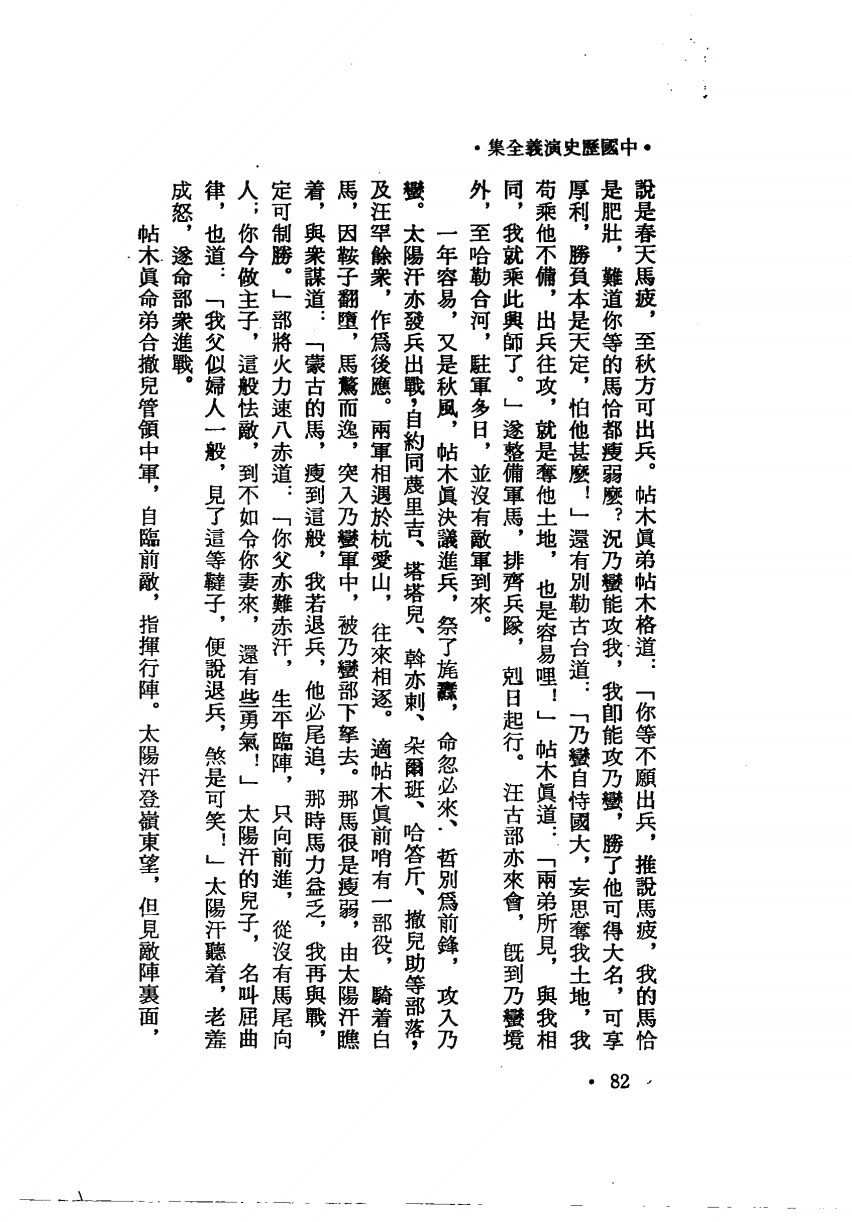 •中國歷史演義全集•
說是春天馬疲，至秋方可出兵。帖木眞弟帖木格道：「你等不願出兵，推說馬疲，我的馬恰
是肥壯，難道你等的馬恰都瘦弱麼？況乃蠻能攻我，我卽能攻乃蠻，勝了他可得大名，可享
厚利，勝負本是天定，怕他甚麼！」還有別勒古台道：「乃蠻自恃國大，妄思奪我土地，我
苟乘他不備，出兵往攻，就是奪他土地，也是容易哩！」帖木眞道：「兩弟所見，與我相
同，我就乘此興師了。」遂整備軍馬，排齊兵隊，剋日起行。汪古部亦來會，旣到乃蠻境
外，至哈勒合河，駐軍多日，並沒有敵軍到來。
一年容易，又是秋風，帖木眞決議進兵，祭了旄纛，命忽必來、哲別爲前鋒，攻入乃
蠻。太陽汗亦發兵出戰，自約同蔑里吉、塔塔兒、斡亦剌、朵爾班、哈答斤、撒兒助等部落，
及汪罕餘衆，作爲後應。兩軍相遇於杭愛山，往來相逐。適帖木眞前哨有一部役，騎着白
馬，因鞍子翻墮，馬驚而逸，突入乃蠻軍中，被乃蠻部下拏去。那馬很是瘦弱，由太陽汗瞧
着，與衆謀道：「蒙古的馬，瘦到這般，我若退兵，他必尾追，那時馬力益乏，我再與戰，
定可制勝。」部將火力速八赤道：「你父亦難赤汗，生平臨陣，只向前進，從沒有馬尾向
人；你今做主子，這般怯敵，到不如令你妻來，還有些勇氣！」太陽汗的兒子，名叫屈曲
律，也道：「我父似婦人一般，見了這等韃子，便說退兵，煞是可笑！」太陽汗聽着，老羞
成怒，遂命部衆進戰。
帖木眞命弟合撒兒管領中軍，自臨前敵，指揮行陣。太陽汗登嶺東望，但見敵陣裏面，
• 82